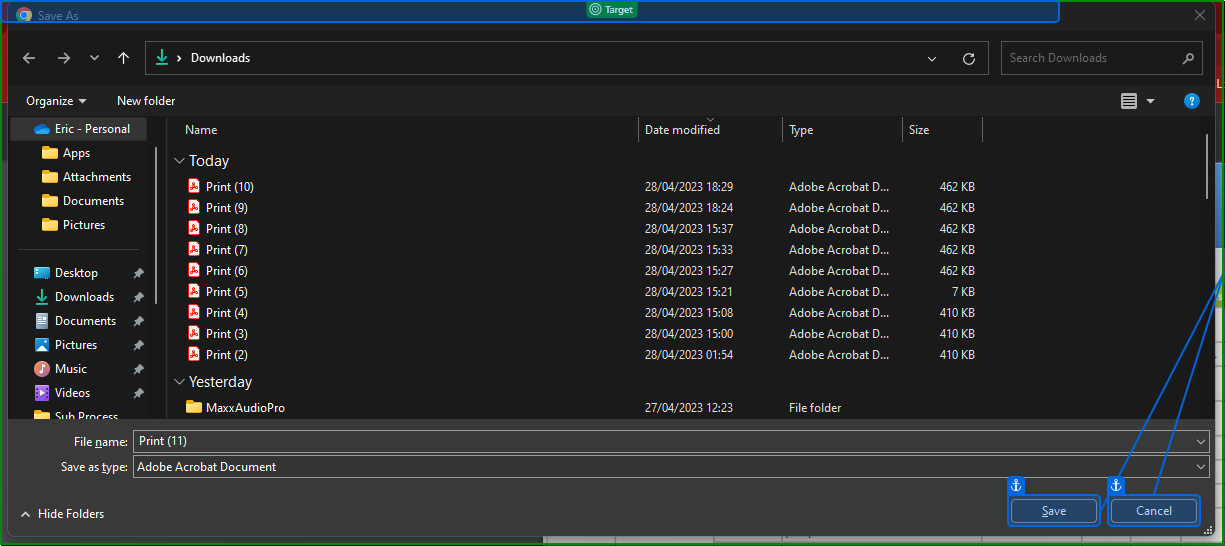 Save As
Target
Downloads
Search Downloads
Organize
New folder
?
Eric - Personal
Apps
Attachments
Documents
Pictures
Desktop
Downloads
Documents
Pictures
Music
Videos
Sub Process
Name Date modified Type Size
Today
Print (10) 28/04/2023 18:29 Adobe Acrobat D... 462 KB
Print (9) 28/04/2023 18:24 Adobe Acrobat D... 462 KB
Print (8) 28/04/2023 15:37 Adobe Acrobat D... 462 KB
Print (7) 28/04/2023 15:33 Adobe Acrobat D... 462 KB
Print (6) 28/04/2023 15:27 Adobe Acrobat D... 462 KB
Print (5) 28/04/2023 15:21 Adobe Acrobat D... 7 KB
Print (4) 28/04/2023 15:08 Adobe Acrobat D... 410 KB
Print (3) 28/04/2023 15:00 Adobe Acrobat D... 410 KB
Print (2) 28/04/2023 01:54 Adobe Acrobat D... 410 KB
Yesterday
MaxxAudioPro 27/04/2023 12:23 File folder
File name: Print (11)
Save as type: Adobe Acrobat Document
Hide Folders
Save
Cancel